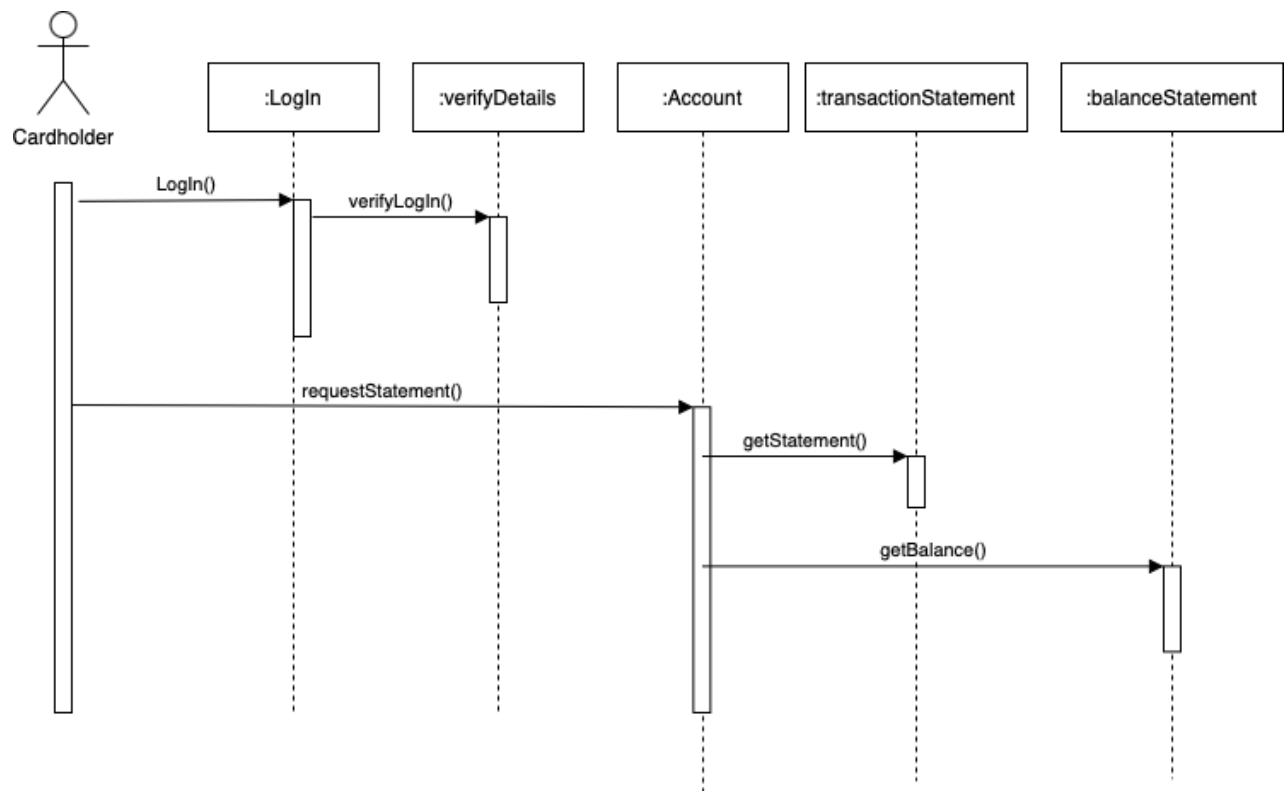 :LogIn
:verifyDetails
:Account
:transactionStatement
:balanceStatement
Cardholder
LogIn()
verifyLogIn()
requestStatement()
getStatement()
getBalance()